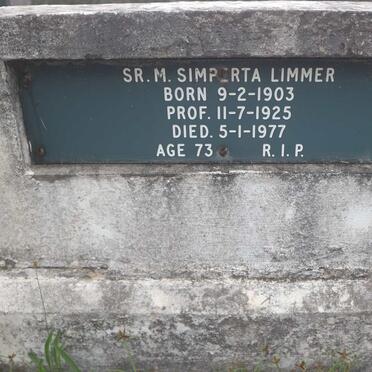 SR. M. SIMPERTA LIMMER
BORN 9-2-1903
PROF. 11-7-1925
DIED. 5-1-1977
AGE 73 R.I.P.